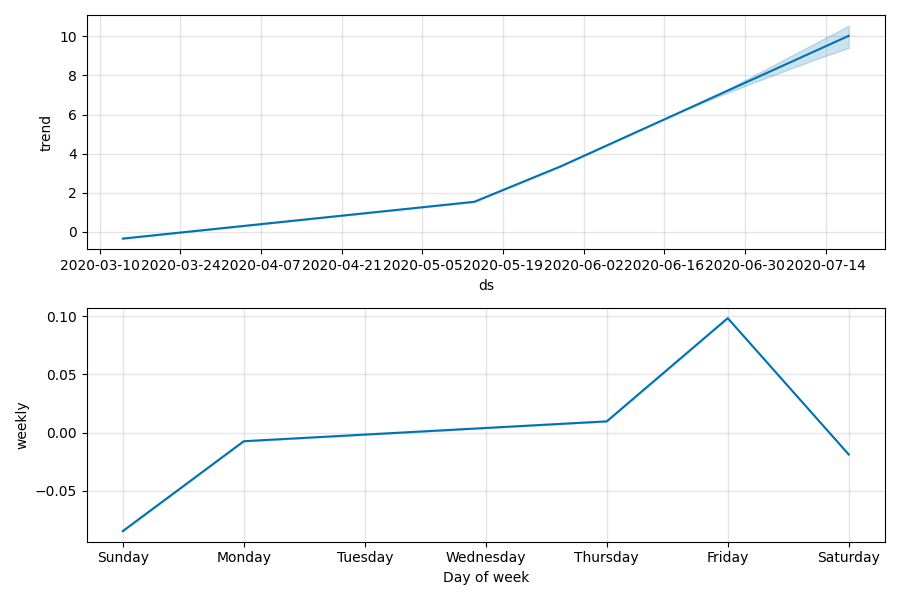 10
8
6
4
2
0
trend
2020-03-10 2020-03-24 2020-04-07 2020-04-21 2020-05-05 2020-05-19 2020-06-02 2020-06-16 2020-06-30 2020-07-14
ds
0.10
0.05
0.00
−0.05
weekly
Sunday Monday Tuesday Wednesday Thursday Friday Saturday
Day of week